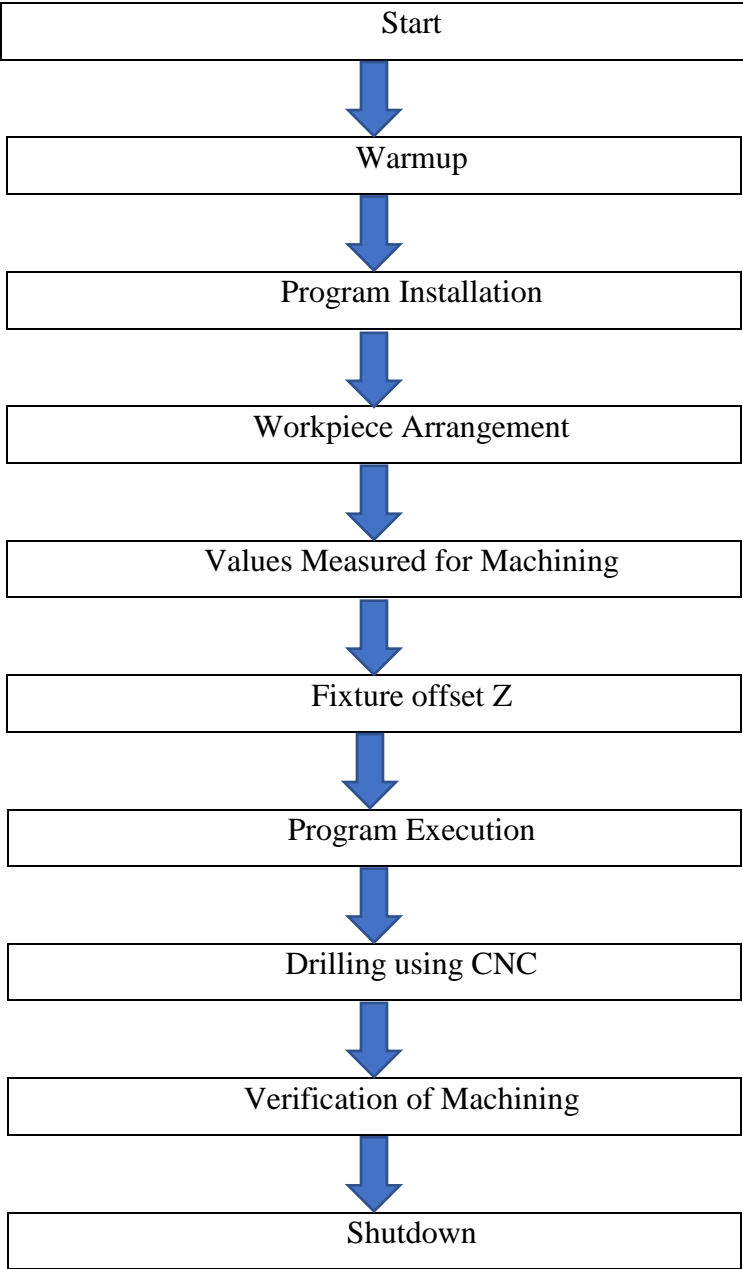 Start
Warmup
Program Installation
Workpiece Arrangement
Values Measured for Machining
Fixture offset Z
Program Execution
Drilling using CNC
Verification of Machining
Shutdown